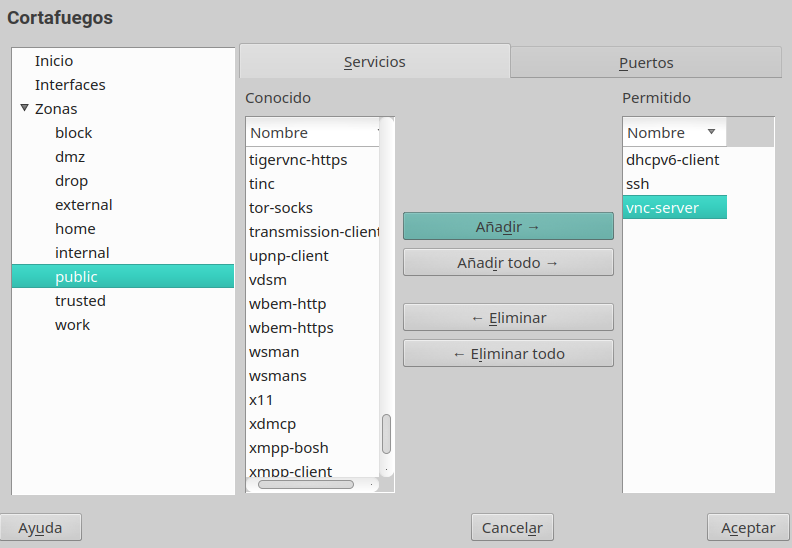 Cortafuegos
Inicio
Interfaces
Zonas
block
dmz
drop
external
home
internal
public
trusted
work
Servicios
Puertos
Conocido
Nombre
tigervnc-https
tinc
tor-socks
transmission-client
upnp-client
vdsm
wbem-http
wbem-https
wsman
wsmans
x11
xdmcp
xmpp-bosh
xmpp-client
Añadir →
Añadir todo →
← Eliminar
← Eliminar todo
Permitido
Nombre
dhcpv6-client
ssh
vnc-server
Ayuda
Cancelar
Aceptar